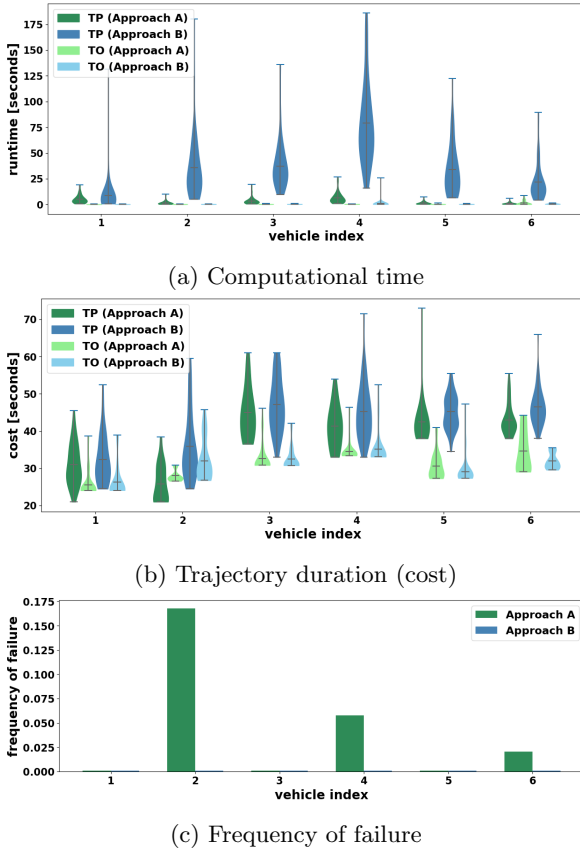 TP (Approach A)
TP (Approach B)
TO (Approach A)
TO (Approach B)
runtime [seconds]
175
150
125
100
75
50
25
0
1 2 3 4 5 6
vehicle index
(a) Computational time
TP (Approach A)
TP (Approach B)
TO (Approach A)
TO (Approach B)
cost [seconds]
70
60
50
40
30
20
1 2 3 4 5 6
vehicle index
(b) Trajectory duration (cost)
Approach A
Approach B
frequency of failure
0.175
0.150
0.125
0.100
0.075
0.050
0.025
0.000
1 2 3 4 5 6
vehicle index
(c) Frequency of failure